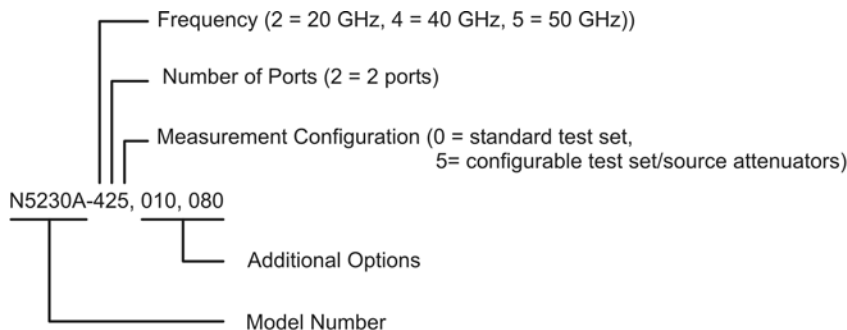 Frequency (2 = 20 GHz, 4 = 40 GHz, 5 = 50 GHz))
Number of Ports (2 = 2 ports)
Measurement Configuration (0 = standard test set,
5= configurable test set/source attenuators)
N5230A-425, 010, 080
Additional Options
Model Number